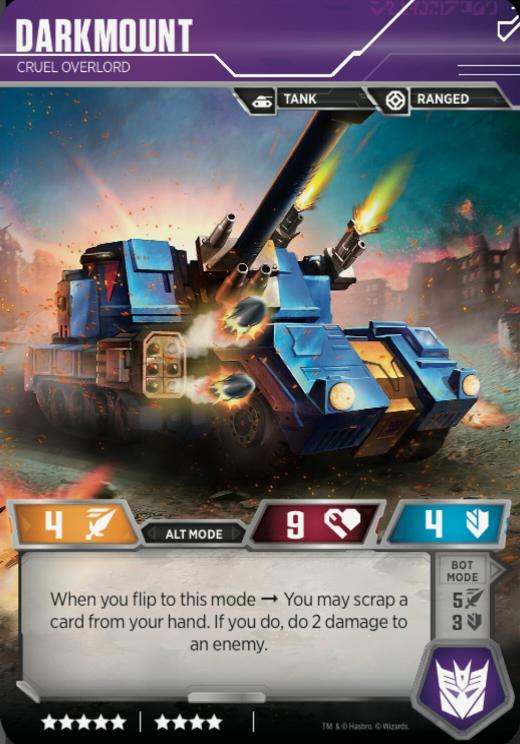 DARKMOUNT
CRUEL OVERLORD
TANK
RANGED
4
ALT MODE
9
4
When you flip to this mode → You may scrap a
card from your hand. If you do, do 2 damage to
an enemy.
BOT
MODE
5
3
★★★★★ | ★★★★ |
TM & © Hasbro. © Wizards.